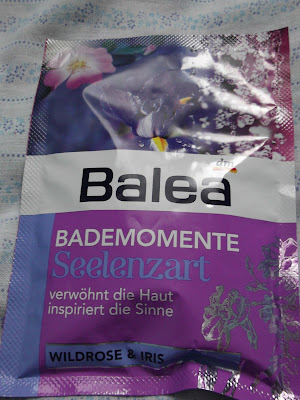 dm
Balea
BADEMOMENTE
Seelenzart
verwöhnt die Haut
inspiriert die Sinne
WILDROSE & IRIS